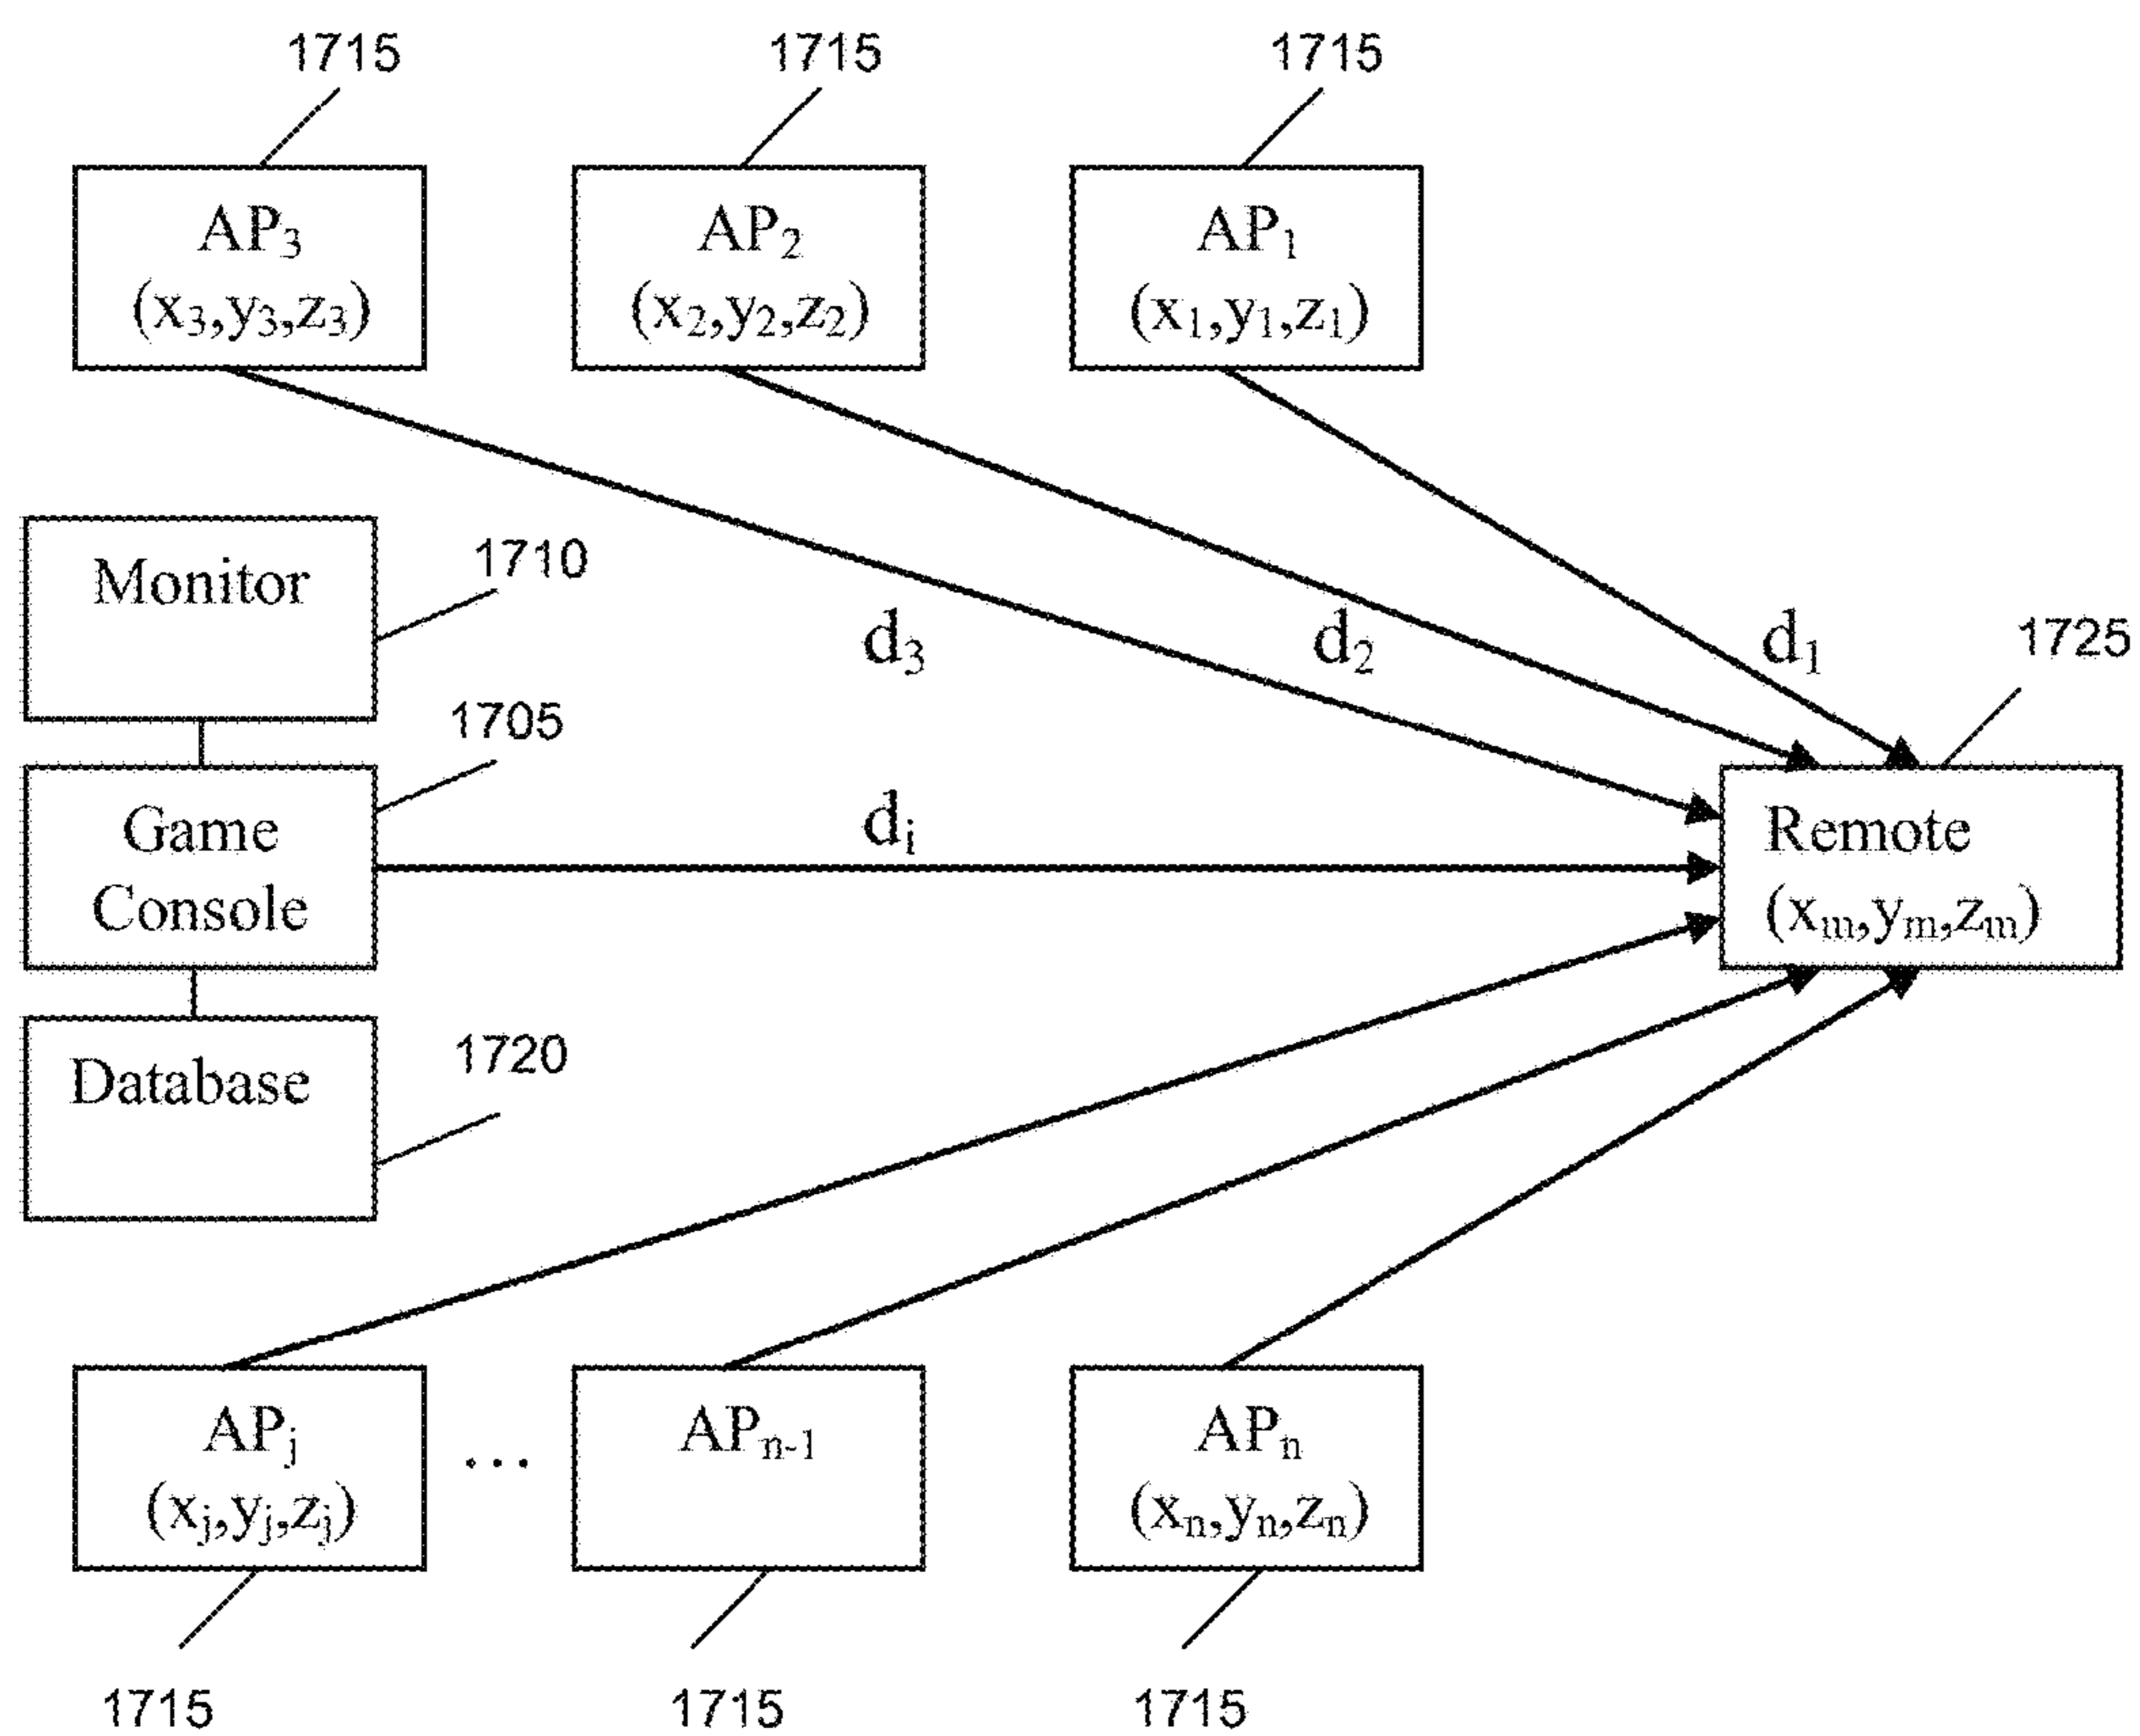 1715 1715 1715
AP3 AP2 AP1
(x3,y3,z3) (x2,y2,z2) (x1,y1,z1)
Monitor
1710
d3 d2 d1
1725
1705
Game
Console
di
Remote
(xm,ym,zm)
Database
1720
APj ... APn-1 APn
(xj,yj,zj) (xn,yn,zn)
1715 1715 1715